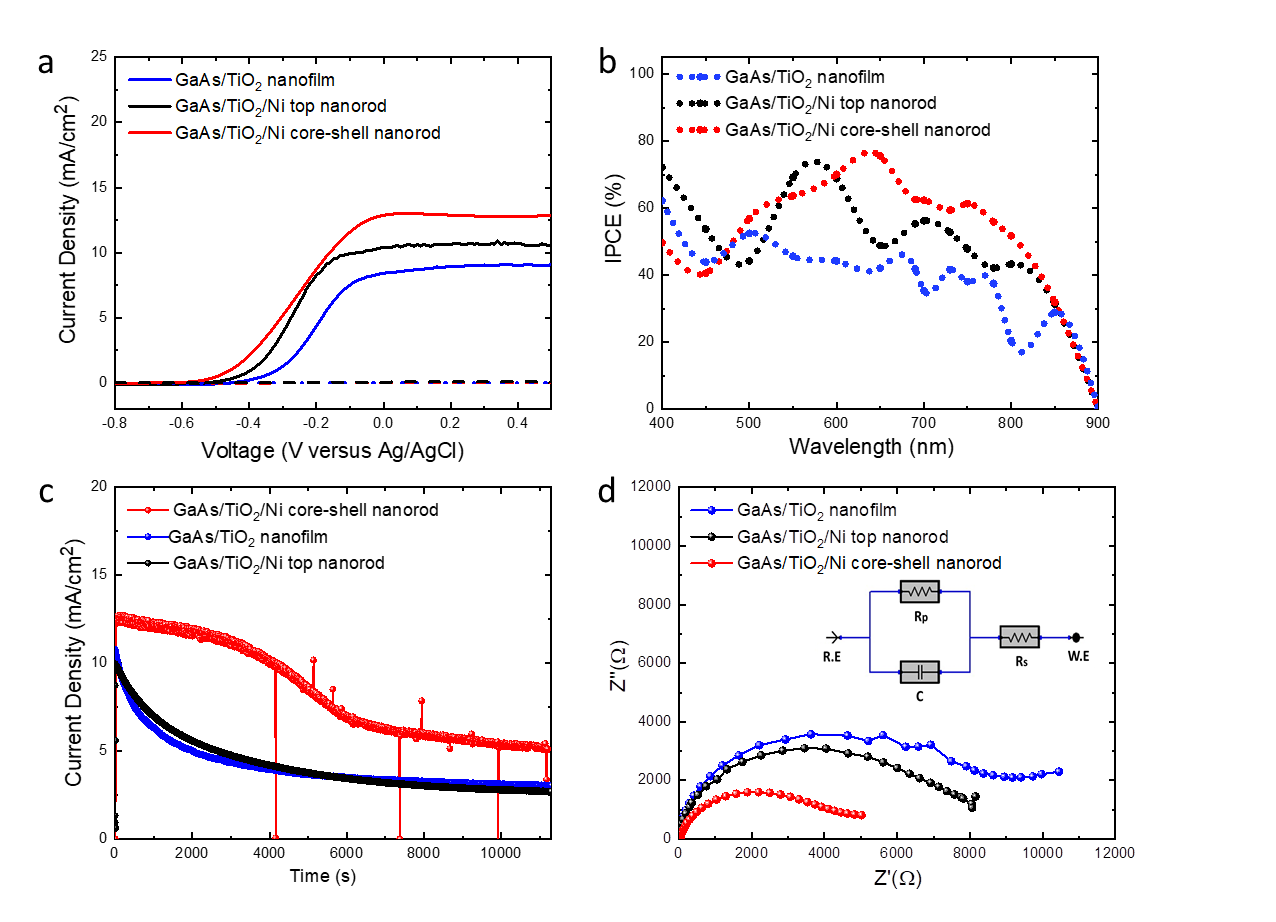 a
25
20
15
10
5
0
-0.8 -0.6 -0.4 -0.2 0.0 0.2 0.4
Current Density (mA/cm²)
Voltage (V versus Ag/AgCl)
GaAs/TiO₂ nanofilm
GaAs/TiO₂/Ni top nanorod
GaAs/TiO₂/Ni core-shell nanorod
b
100
80
60
40
20
0
400 500 600 700 800 900
IPCE (%)
Wavelength (nm)
GaAs/TiO₂ nanofilm
GaAs/TiO₂/Ni top nanorod
GaAs/TiO₂/Ni core-shell nanorod
c
20
15
10
5
0
0 2000 4000 6000 8000 10000
Current Density (mA/cm²)
Time (s)
GaAs/TiO₂/Ni core-shell nanorod
GaAs/TiO₂ nanofilm
GaAs/TiO₂/Ni top nanorod
d
12000
10000
8000
6000
4000
2000
0
0 2000 4000 6000 8000 10000 12000
Z''(Ω)
Z'(Ω)
GaAs/TiO₂ nanofilm
GaAs/TiO₂/Ni top nanorod
GaAs/TiO₂/Ni core-shell nanorod
Rp
R.E
Rs
W.E
C